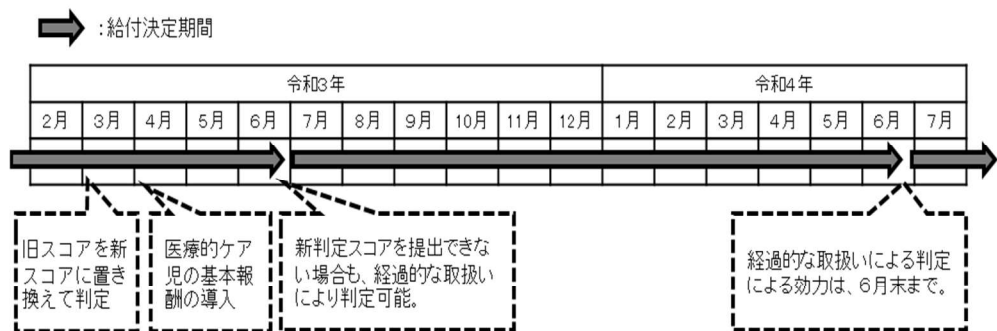 ：給付決定期間
令和3年 令和4年
2月 3月 4月 5月 6月 7月 8月 9月 10月 11月 12月 1月 2月 3月 4月 5月 6月 7月
旧スコアを新
スコアに置き
換えて判定
医療的ケア
児の基本報
酬の導入
新判定スコアを提出できな
い場合も、経過的な取扱い
により判定可能。
経過的な取扱いによる判定
による効力は、６月末まで。